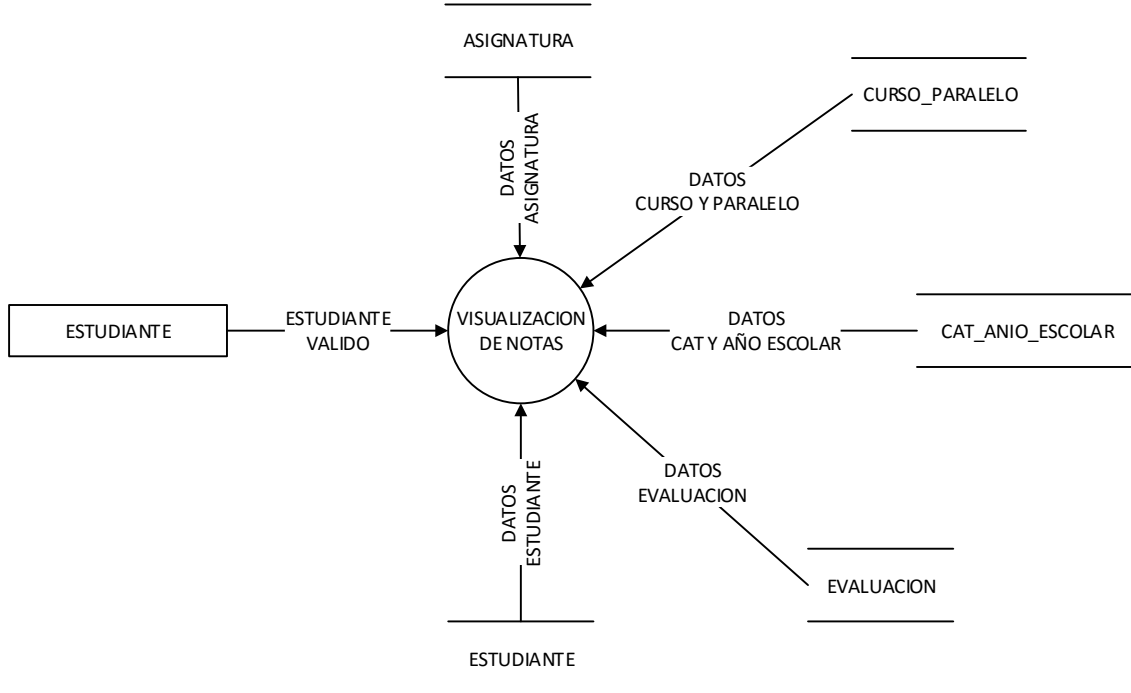 ASIGNATURA
CURSO_PARALELO
DATOS
ASIGNATURA
DATOS
CURSO Y PARALELO
ESTUDIANTE
ESTUDIANTE
VALIDO
VISUALIZACION
DE NOTAS
DATOS
CAT Y AÑO ESCOLAR
CAT_ANIO_ESCOLAR
DATOS
EVALUACION
DATOS
ESTUDIANTE
EVALUACION
ESTUDIANTE